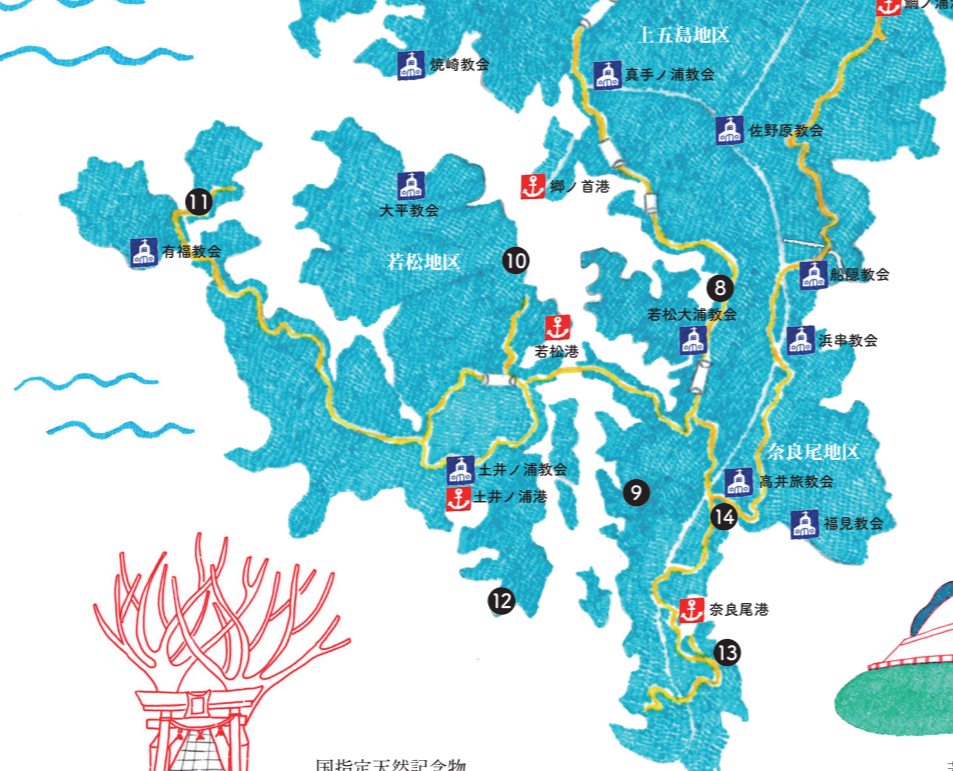 鯛ノ浦港
上五島地区
焼崎教会
真手ノ浦教会
佐野原教会
郷ノ首港
大平教会
11
有福教会
若松地区
10
船隠教会
8
若松大浦教会
浜串教会
若松港
奈良尾地区
土井ノ浦教会
高井旅教会
9
土井ノ浦港
14
福見教会
12
奈良尾港
13
国指定天然記念物